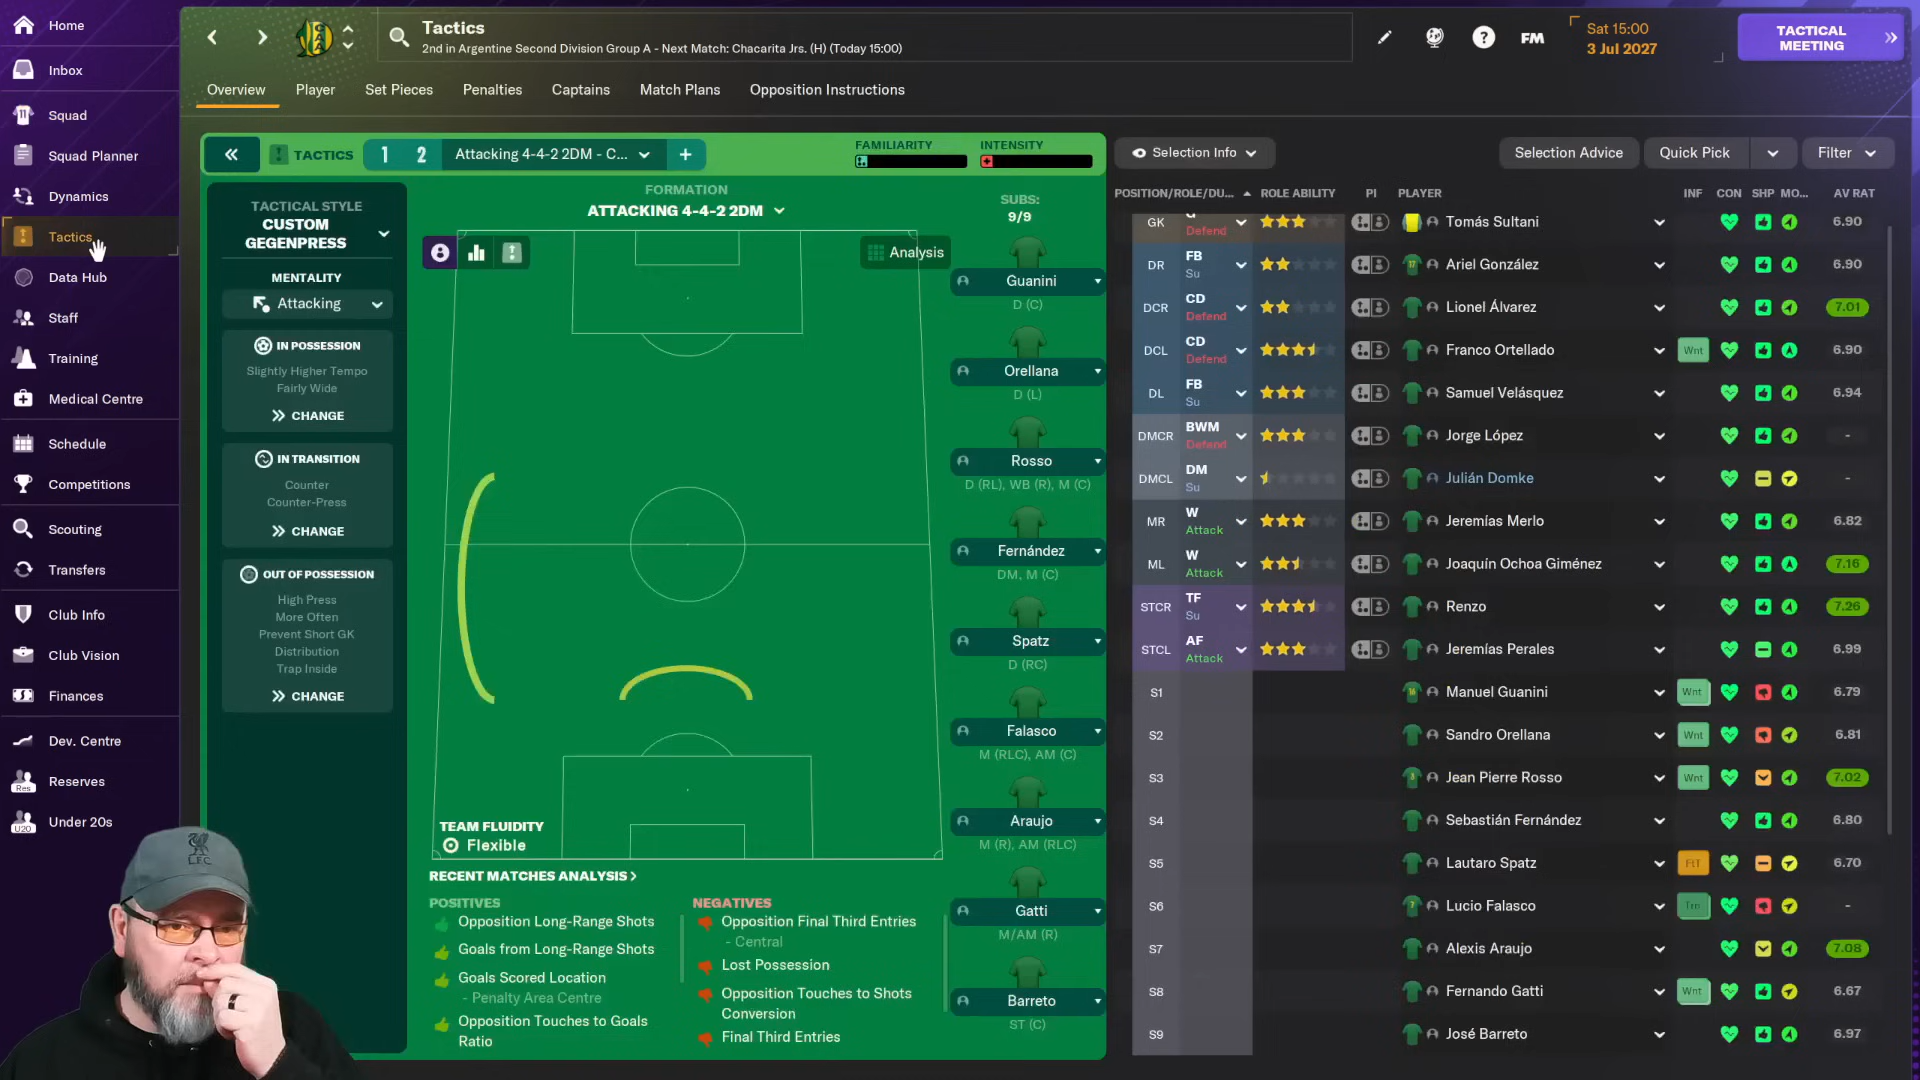 Home
Inbox
Squad
Squad Planner
Dynamics
Tactics
Data Hub
Staff
Training
Medical Centre
Schedule
Competitions
Scouting
Transfers
Club Info
Club Vision
Finances
Dev. Centre
Res
Reserves
U20
Under 20s
Tactics
2nd in Argentine Second Division Group A - Next Match: Chacarita Jrs. (H) (Today 15:00)
FM
Sat 15:00
3 Jul 2027
TACTICAL MEETING
Overview
Player
Set Pieces
Penalties
Captains
Match Plans
Opposition Instructions
TACTICS
1
2
Attacking 4-4-2 2DM - C...
FAMILIARITY
INTENSITY
TACTICAL STYLE
CUSTOM
GEGENPRESS
MENTALITY
Attacking
IN POSSESSION
Slightly Higher Tempo
Fairly Wide
CHANGE
IN TRANSITION
Counter
Counter-Press
CHANGE
OUT OF POSSESSION
High Press
More Often
Prevent Short GK
Distribution
Trap Inside
CHANGE
FORMATION
ATTACKING 4-4-2 2DM
Analysis
TEAM FLUIDITY
Flexible
RECENT MATCHES ANALYSIS
POSITIVES
Opposition Long-Range Shots
Goals from Long-Range Shots
Goals Scored Location
- Penalty Area Centre
Opposition Touches to Goals
Ratio
NEGATIVES
Opposition Final Third Entries
- Central
Lost Possession
Opposition Touches to Shots
Conversion
Final Third Entries
SUBS:
9/9
Guanini
D (C)
Orellana
D (L)
Rosso
D (RL), WB (R), M (C)
Fernández
DM, M (C)
Spatz
D (RC)
Falasco
M (RLC), AM (C)
Araujo
M (R), AM (RLC)
Gatti
M/AM (R)
Barreto
ST (C)
Selection Info
Selection Advice
Quick Pick
Filter
POSITION/ROLE/DU... ROLE ABILITY PI PLAYER INF CON SHP MO... AV RAT
GK G Defend Tomás Sultani 6.90
DR FB Su Ariel González 6.90
DCR CD Defend Lionel Álvarez 7.01
DCL CD Defend Franco Ortellado Wnt 6.90
DL FB Su Samuel Velásquez 6.94
DMCR BWM Defend Jorge López -
DMCL DM Su Julián Domke -
MR W Attack Jeremías Merlo 6.82
ML W Attack Joaquín Ochoa Giménez 7.16
STCR TF Su Renzo 7.26
STCL AF Attack Jeremías Perales 6.99
S1 Manuel Guanini Wnt 6.79
S2 Sandro Orellana Wnt 6.81
S3 Jean Pierre Rosso Wnt 7.02
S4 Sebastián Fernández 6.80
S5 Lautaro Spatz FtT 6.70
S6 Lucio Falasco Trn -
S7 Alexis Araujo 7.08
S8 Fernando Gatti Wnt 6.67
S9 José Barreto 6.97
L.F.C.